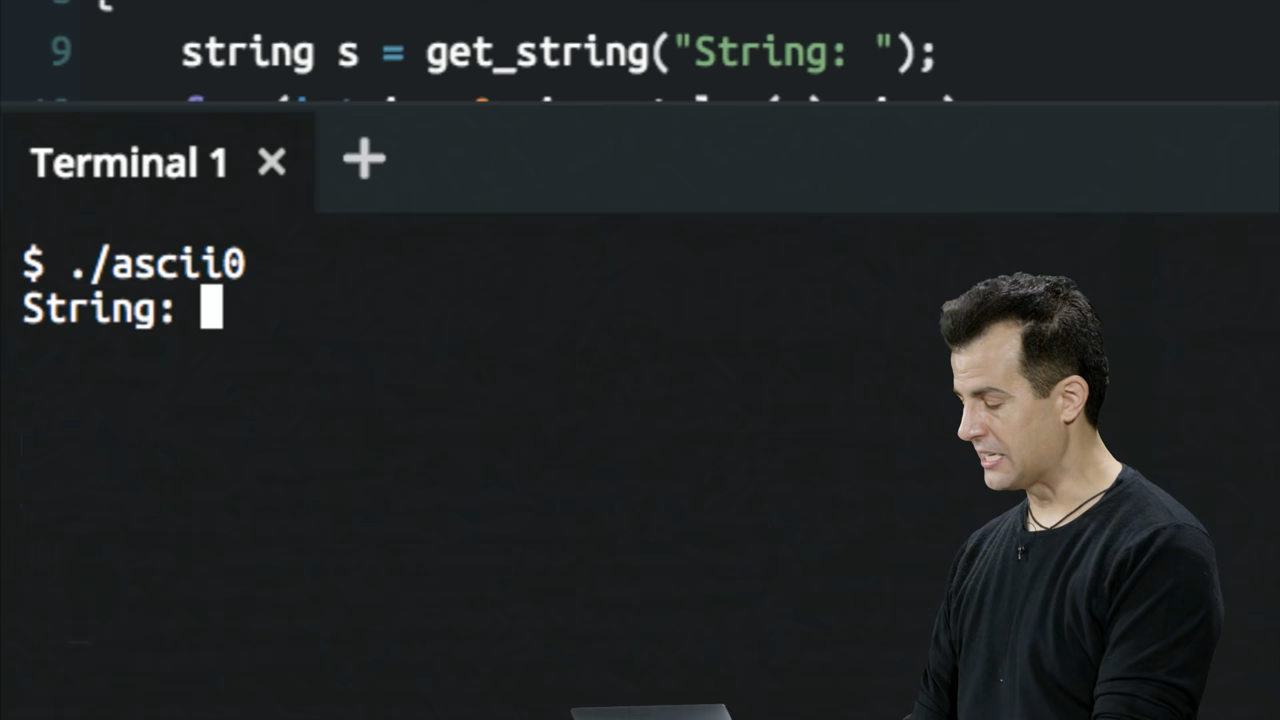 {
9 string s = get_string("String: ");
Terminal 1 × +
$ ./ascii0
String: